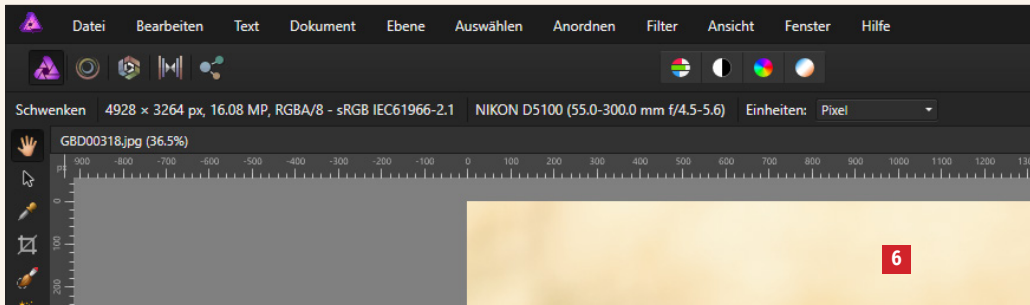 Datei Bearbeiten Text Dokument Ebene Auswählen Anordnen Filter Ansicht Fenster Hilfe
Schwenken 4928 × 3264 px, 16.08 MP, RGBA/8 - sRGB IEC61966-2.1 NIKON D5100 (55.0-300.0 mm f/4.5-5.6) Einheiten: Pixel
GBD00318.jpg (36.5%)
px 900 -800 -700 -600 -500 -400 -300 -200 -100 0 100 200 300 400 500 600 700 800 900 1000 1100 1200
0
100
6
200